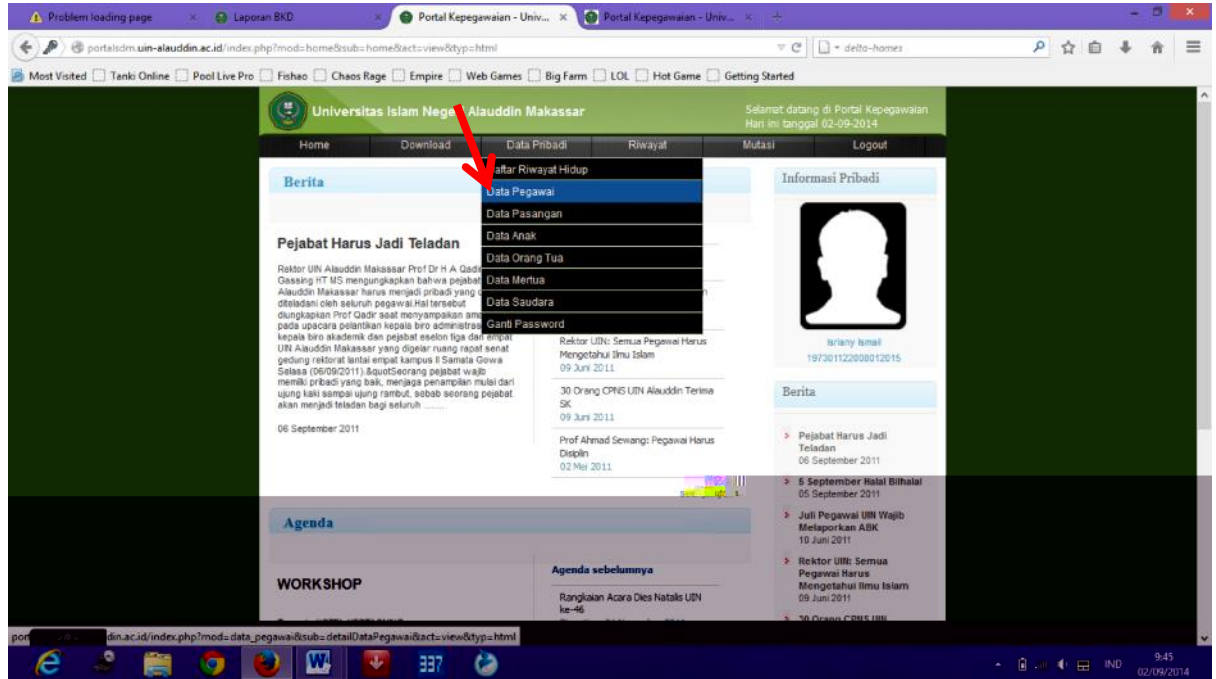 Problem loading page
Laporan BKD
Portal Kepegawaian - Univ...
Portal Kepegawaian - Univ...
portalsdm.uin-alauddin.ac.id/index.php?mod=home&sub=home&act=view&typ=html
delta-homes
Most Visited
Tanki Online
Pool Live Pro
Fishao
Chaos Rage
Empire
Web Games
Big Farm
LOL
Hot Game
Getting Started
Universitas Islam Neger Alauddin Makassar
Selamat datang di Portal Kepegawaian
Hari ini tanggal 02-09-2014
Home
Download
Data Pribadi
Riwayat
Mutasi
Logout
aftar Riwayat Hidup
Data Pegawai
Data Pasangan
Data Anak
Data Orang Tua
Data Mertua
Data Saudara
Ganti Password
Berita
Pejabat Harus Jadi Teladan
Rektor UIN Alauddin Makassar Prof Dr H A Qadir
Gassing HT MS mengungkapkan bahwa pejabat
Alauddin Makassar harus menjadi pribadi yang
diteladani oleh seluruh pegawai.Hal tersebut
diungkapkan Prof Qadir saat menyampaikan
pada upacara pelantikan kepala biro administras
kepala biro akademik dan pejabat eselon tiga dan empat
UIN Alauddin Makassar yang digelar ruang rapat senat
gedung rektorat lantai empat kampus II Samata Gowa
Selasa (06/09/2011).&quotSeorang pejabat wajib
memiliki pribadi yang baik, menjaga penampilan mulai dari
ujung kaki sampai ujung rambut, sebab seorang pejabat
akan menjadi teladan bagi seluruh .......
06 September 2011
Rektor UIN: Semua Pegawai Harus
Mengetahui Ilmu Islam
09 Juni 2011
30 Orang CPNS UIN Alauddin Terima
SK
09 Juni 2011
Prof Ahmad Sewang: Pegawai Harus
Disiplin
02 Mei 2011
Informasi Pribadi
Isriany Ismail
197301122008012015
Berita
Pejabat Harus Jadi
Teladan
06 September 2011
5 September Halal Bilhalal
05 September 2011
Juli Pegawai UIN Wajib
Melaporkan ABK
10 Juni 2011
Rektor UIN: Semua
Pegawai Harus
Mengetahui Ilmu Islam
09 Juni 2011
30 Orang CPNS UIN
Agenda
WORKSHOP
Agenda sebelumnya
Rangkaian Acara Dies Natalis UIN
ke-46
din.ac.id/index.php?mod=data_pegawai&sub=detailDataPegawai&act=view&typ=html
337
IND
9:45
02/09/2014